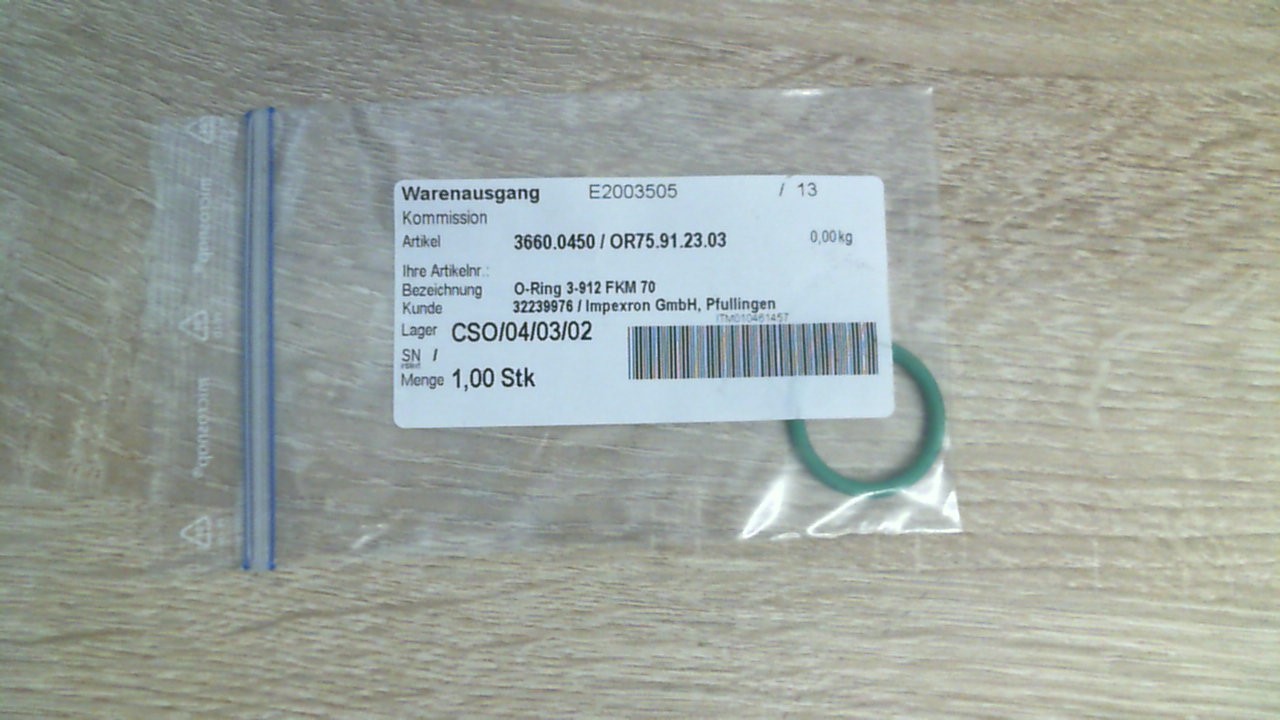 Warenausgang E2003505 / 13
Kommission
Artikel 3660.0450 / OR75.91.23.03 0,00kg
Ihre Artikelnr.:
Bezeichnung O-Ring 3-912 FKM 70
Kunde 32239976 / Impexron GmbH, Pfullingen
ITM010461457
Lager CSO/04/03/02
SN /
Menge 1,00 Stk